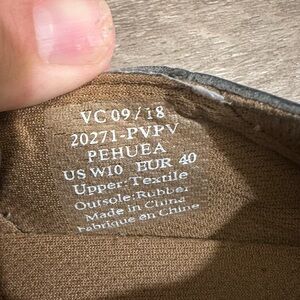 VC 09/18
20271-PVPV
PEHUEA
US W10 EUR 40
Upper:Textile
Outsole:Rubber
Made in China
Fabrique en Chine